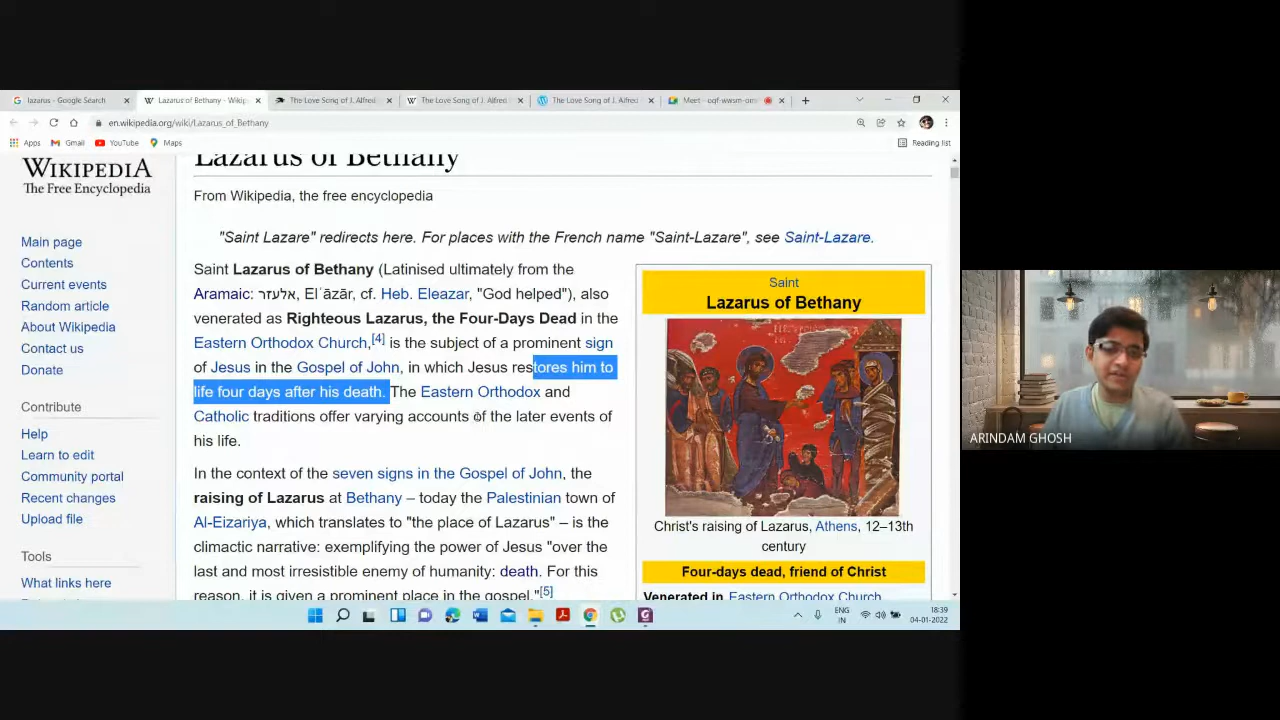 lazarus - Google Search
Lazarus of Bethany - Wikip
The Love Song of J. Alfred
The Love Song of J. Alfred
The Love Song of J. Alfred
Meet - oqf-wwsm-
en.wikipedia.org/wiki/Lazarus_of_Bethany
Apps
Gmail
YouTube
Maps
Reading list
WIKIPEDIA
The Free Encyclopedia
Main page
Contents
Current events
Random article
About Wikipedia
Contact us
Donate
Contribute
Help
Learn to edit
Community portal
Recent changes
Upload file
Tools
What links here
Lazarus of Bethany
From Wikipedia, the free encyclopedia
"Saint Lazare" redirects here. For places with the French name "Saint-Lazare", see Saint-Lazare.
Saint Lazarus of Bethany (Latinised ultimately from the
Aramaic: אלעזר, Elʿāzār, cf. Heb. Eleazar, "God helped"), also
venerated as Righteous Lazarus, the Four-Days Dead in the
Eastern Orthodox Church,[4] is the subject of a prominent sign
of Jesus in the Gospel of John, in which Jesus restores him to
life four days after his death. The Eastern Orthodox and
Catholic traditions offer varying accounts of the later events of
his life.
In the context of the seven signs in the Gospel of John, the
raising of Lazarus at Bethany – today the Palestinian town of
Al-Eizariya, which translates to "the place of Lazarus" – is the
climactic narrative: exemplifying the power of Jesus "over the
last and most irresistible enemy of humanity: death. For this
reason, it is given a prominent place in the gospel."[5]
Saint
Lazarus of Bethany
Christ's raising of Lazarus, Athens, 12–13th
century
Four-days dead, friend of Christ
Venerated in Eastern Orthodox Church
ENG
IN
18:39
04-01-2022
ARINDAM GHOSH